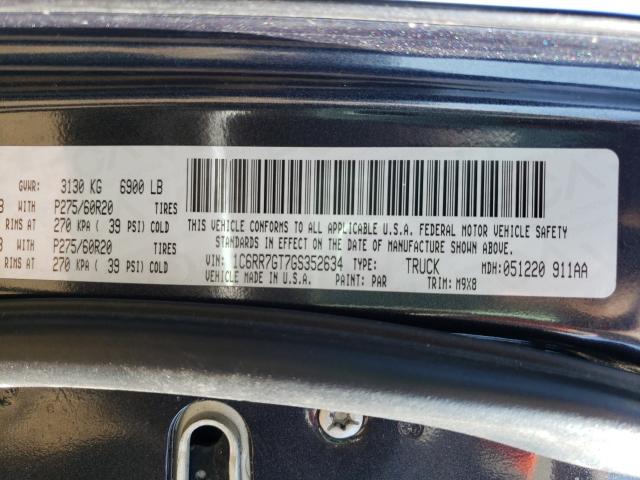 GVWR: 3130 KG 6900 LB
WITH P275/60R20 TIRES
RIMS AT 270 KPA ( 39 PSI) COLD
WITH P275/60R20 TIRES
RIMS AT 270 KPA ( 39 PSI) COLD
THIS VEHICLE CONFORMS TO ALL APPLICABLE U.S.A. FEDERAL MOTOR VEHICLE SAFETY
STANDARDS IN EFFECT ON THE DATE OF MANUFACTURE SHOWN ABOVE.
VIN: 1C6RR7GT7GS352634 TYPE: TRUCK MDH: 051220 911AA
VEHICLE MADE IN U.S.A. PAINT: PAR TRIM: M9X8